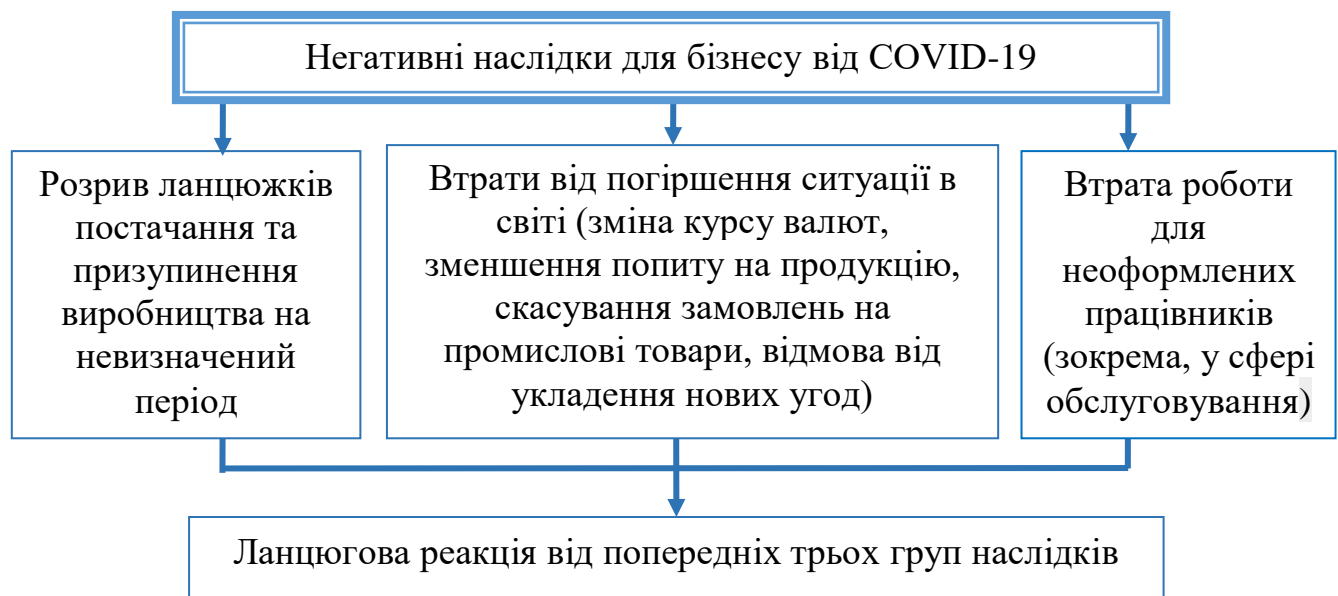 Негативні наслідки для бізнесу від COVID-19
Розрив ланцюжків
постачання та
призупинення
виробництва на
невизначений
період
Втрати від погіршення ситуації в
світі (зміна курсу валют,
зменшення попиту на продукцію,
скасування замовлень на
промислові товари, відмова від
укладення нових угод)
Втрата роботи
для
неоформлених
працівників
(зокрема, у сфері
обслуговування)
Ланцюгова реакція від попередніх трьох груп наслідків